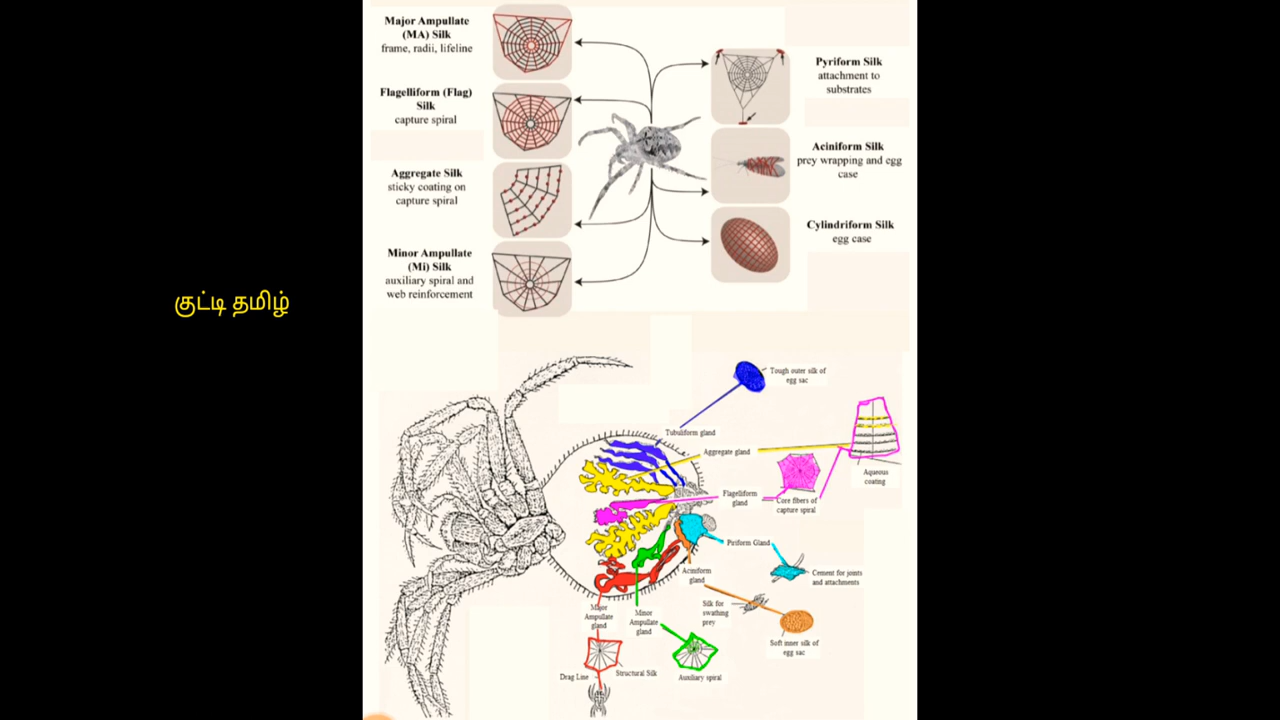 Major Ampullate
(MA) Silk
frame, radii, lifeline
Flagelliform (Flag)
Silk
capture spiral
Aggregate Silk
sticky coating on
capture spiral
Minor Ampullate
(Mi) Silk
auxiliary spiral and
web reinforcement
Pyriform Silk
attachment to
substrates
Aciniform Silk
prey wrapping and egg
case
Cylindriform Silk
egg case
குட்டி தமிழ்
Tough outer silk of
egg sac
Tubuliform gland
Aggregate gland
Aqueous
coating
Flagelliform
gland
Core fibers of
capture spiral
Piriform Gland
Cement for joints
and attachments
Aciniform
gland
Silk for
swathing
prey
Soft inner silk of
egg sac
Major
Ampullate
gland
Minor
Ampullate
gland
Drag Line
Structural Silk
Auxiliary spiral